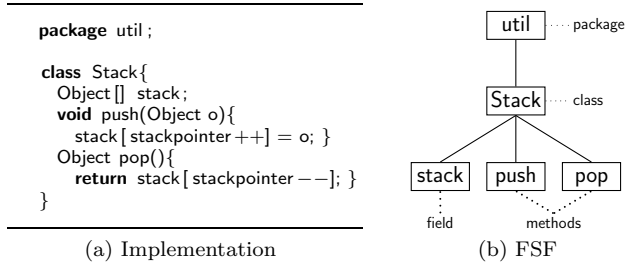 package util;
class Stack{
Object[] stack;
void push(Object o){
stack[stackpointer++] = o; }
Object pop(){
return stack[stackpointer--]; }
}
(a) Implementation
util
package
Stack
class
stack
push
pop
field
methods
(b) FSF